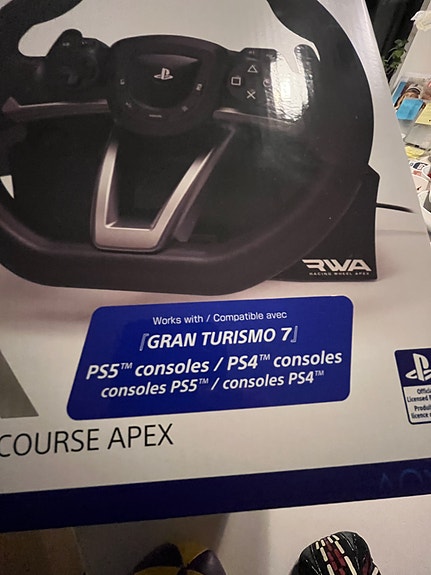 RWA
RACING WHEEL APEX
Works with / Compatible avec
『GRAN TURISMO 7』
PS5™ consoles / PS4™ consoles
consoles PS5™ / consoles PS4™
COURSE APEX